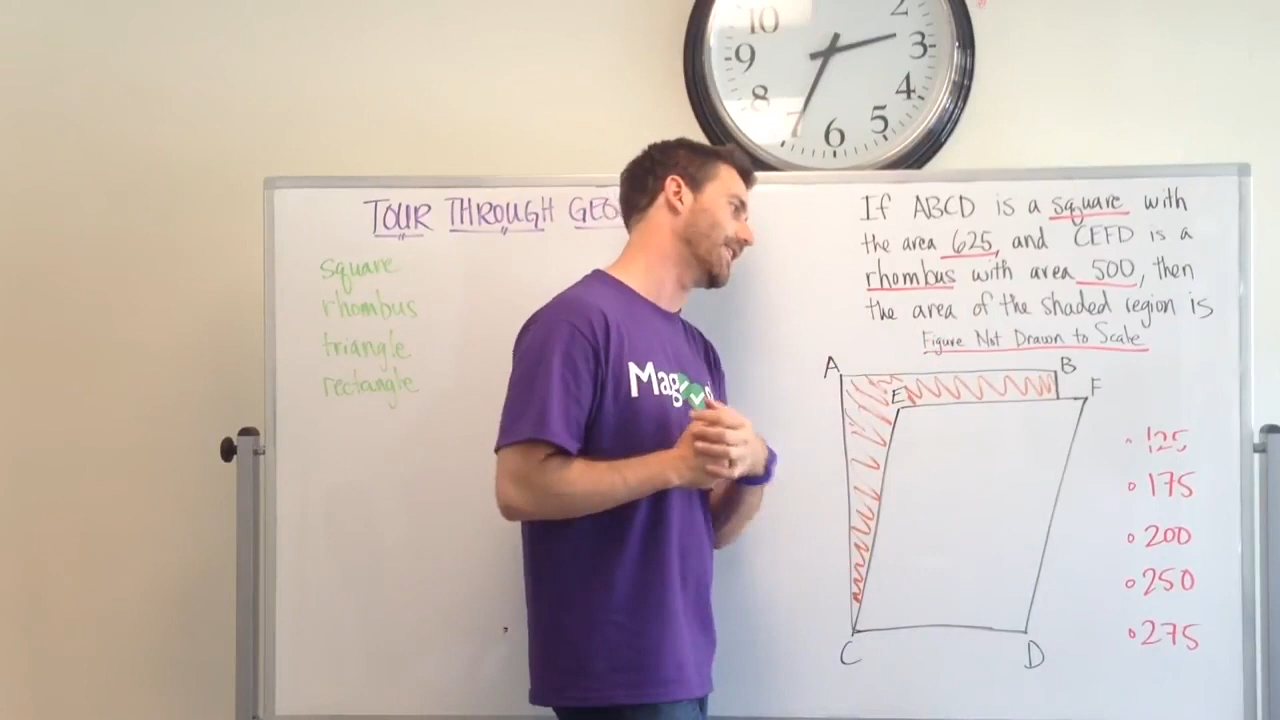 10
2
9
3
8
4
7
5
6
TOUR THROUGH
square
rhombus
triangle
rectangle
If ABCD is a square with
the area 625, and CEFD is a
rhombus with area 500, then
the area of the shaded region is
Figure Not Drawn to Scale
A
B
E
F
C
D
125
175
200
250
275